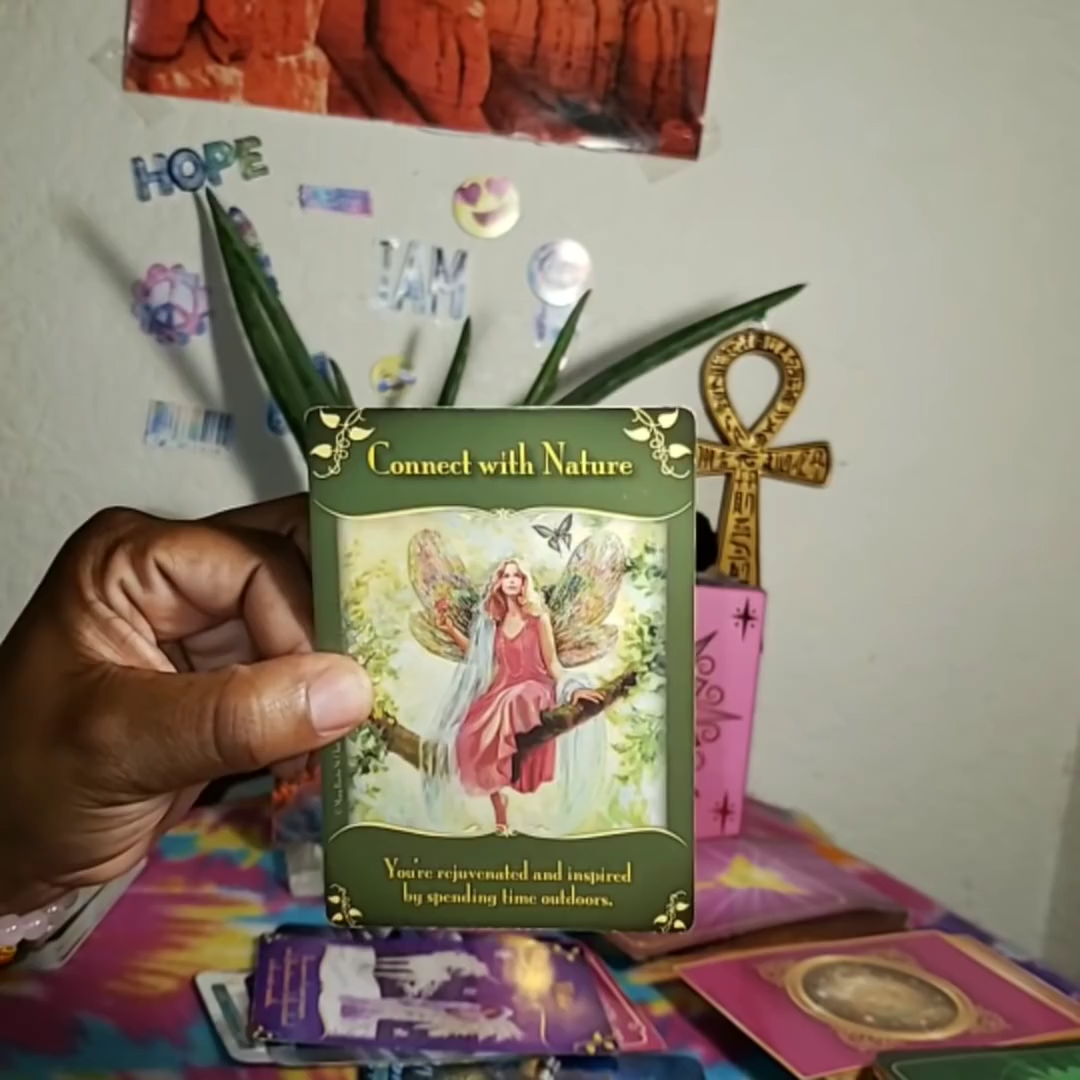 HOPE
I AM
Connect with Nature
You're rejuvenated and inspired
by spending time outdoors.